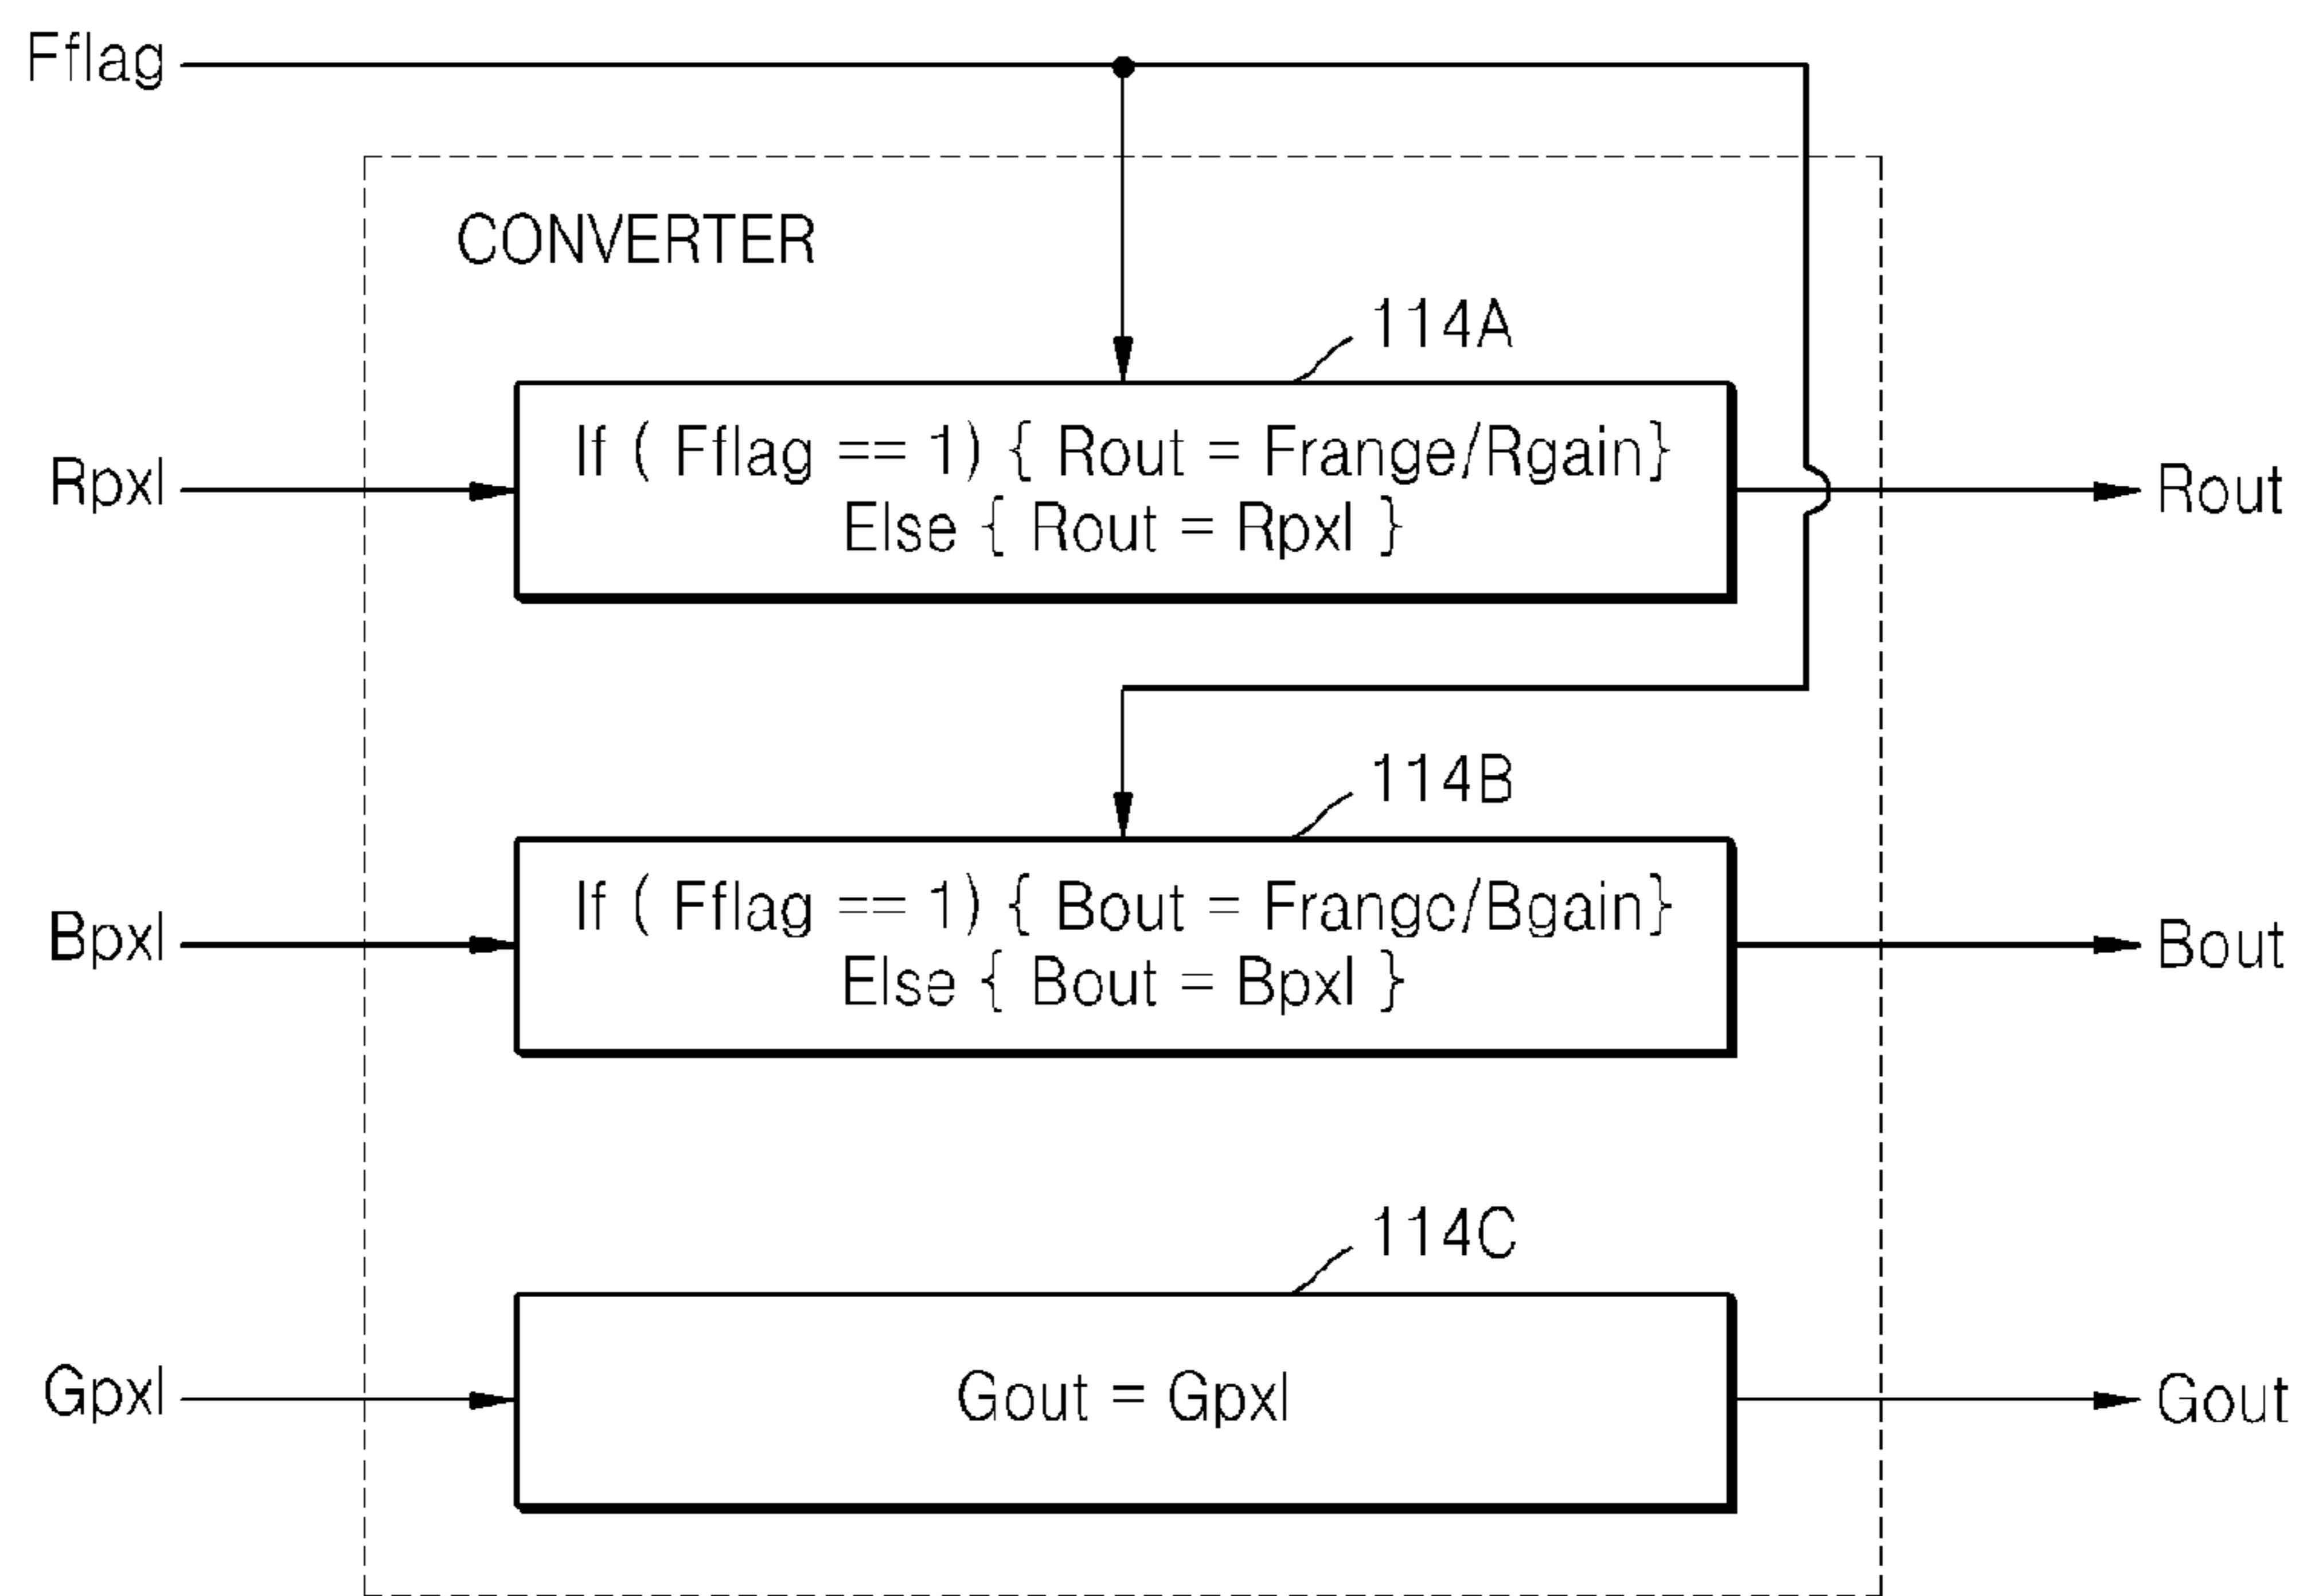 Fflag
CONVERTER
114A
Rpxl
If ( Fflag == 1) { Rout = Frange/Rgain}
Else { Rout = Rpxl }
Rout
114B
Bpxl
If ( Fflag == 1) { Bout = Frange/Bgain}
Else { Bout = Bpxl }
Bout
114C
Gpxl
Gout = Gpxl
Gout